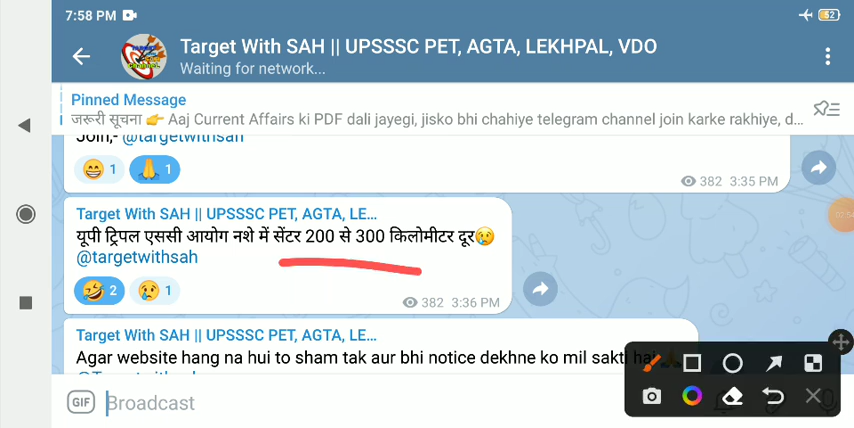 7:58 PM
52
Target With SAH || UPSSSC PET, AGTA, LEKHPAL, VDO
Waiting for network...
Pinned Message
जरूरी सूचना 👉 Aaj Current Affairs ki PDF dali jayegi, jisko bhi chahiye telegram channel join karke rakhiye, d...
Join,- @targetwithsah
😁 1 🙏 1
382 3:35 PM
Target With SAH || UPSSSC PET, AGTA, LE...
यूपी ट्रिपल एससी आयोग नशे में सेंटर 200 से 300 किलोमीटर दूर😢
@targetwithsah
🤣 2 😢 1
382 3:36 PM
Target With SAH || UPSSSC PET, AGTA, LE...
Agar website hang na hui to sham tak aur bhi notice dekhne ko mil sakti hai
GIF Broadcast